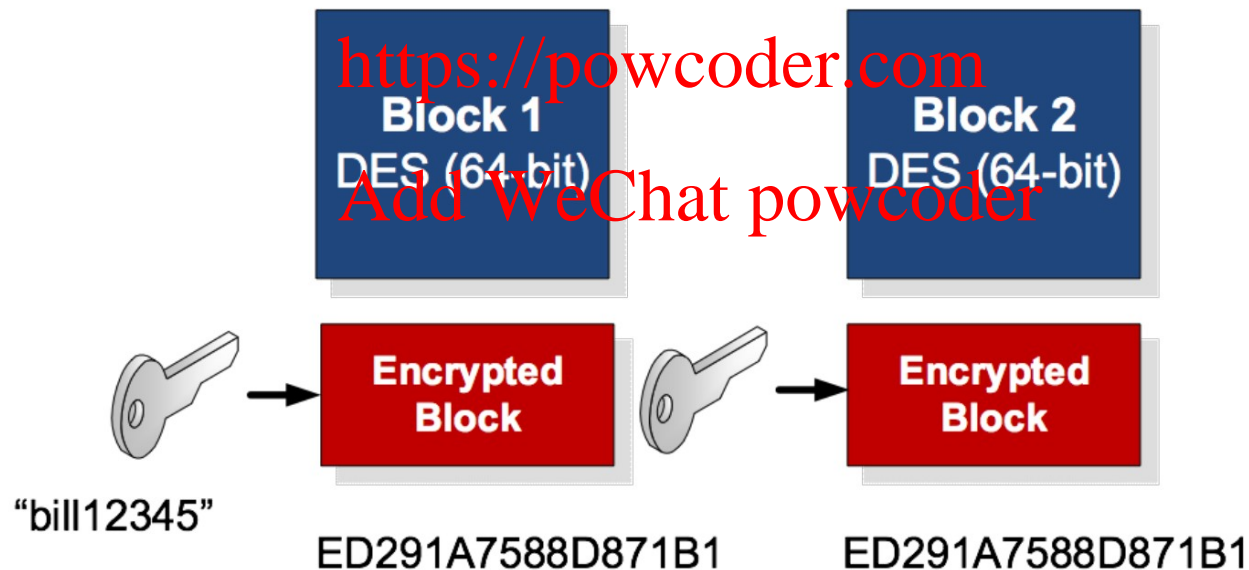 https://powcoder.com
Block 1
Block 2
DES (64-bit)
DES (64-bit)
Add WeChat powcoder
Encrypted
Block
Encrypted
Block
“bill12345”
ED291A7588D871B1
ED291A7588D871B1